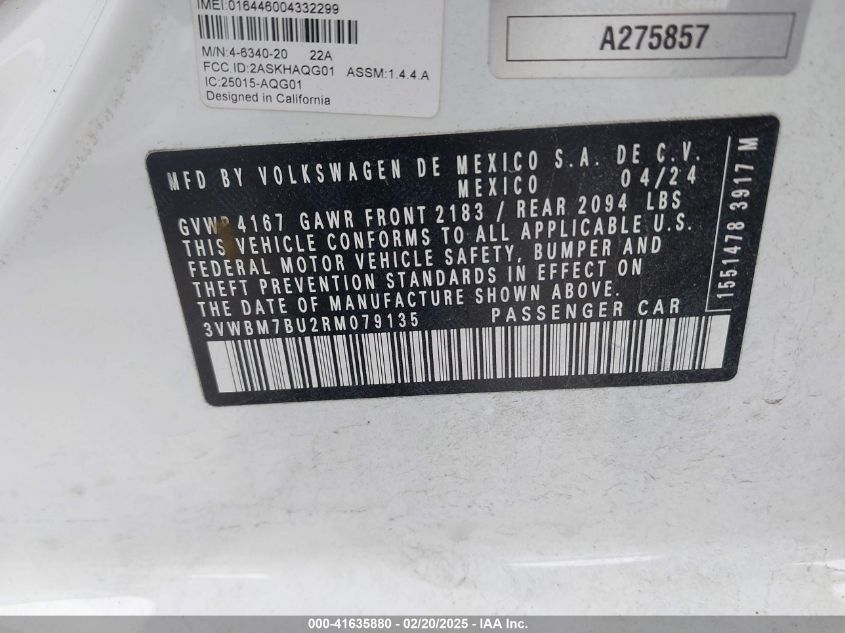 IMEI:016446004332299
M/N:4-6340-20 22A
FCC ID:2ASKHAQG01 ASSM:1.4.4.A
IC:25015-AQG01
Designed in California
A275857
MFD BY VOLKSWAGEN DE MEXICO S.A. DE C.V.
MEXICO 04/24
GVWR 4167 GAWR FRONT 2183 / REAR 2094 LBS
THIS VEHICLE CONFORMS TO ALL APPLICABLE U.S.
FEDERAL MOTOR VEHICLE SAFETY, BUMPER AND
THEFT PREVENTION STANDARDS IN EFFECT ON
THE DATE OF MANUFACTURE SHOWN ABOVE.
3VWBM7BU2RM079135 PASSENGER CAR
1551478 3917 M
000-41635880 - 02/20/2025 - IAA Inc.